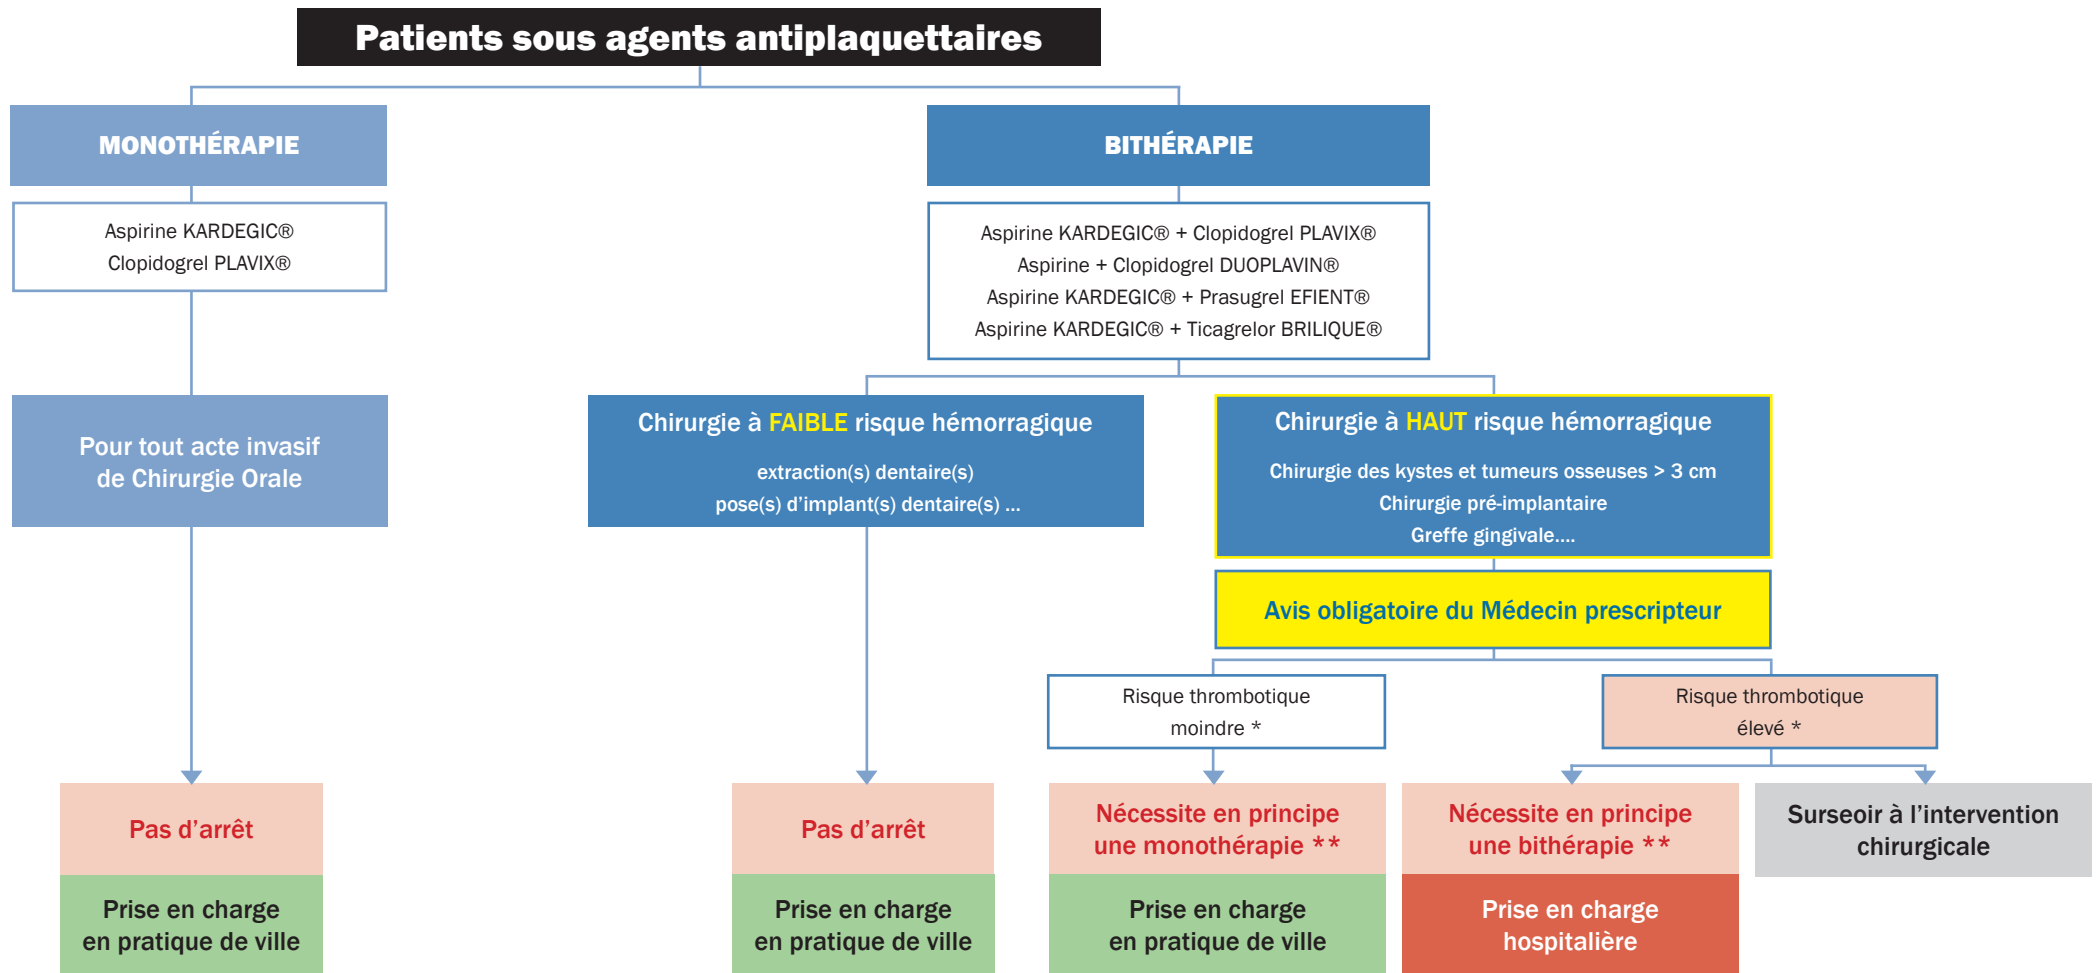 Patients sous agents antiplaquettaires
MONOTHÉRAPIE
Aspirine KARDEGIC®
Clopidogrel PLAVIX®
Pour tout acte invasif
de Chirurgie Orale
Pas d’arrêt
Prise en charge
en pratique de ville
BITHÉRAPIE
Aspirine KARDEGIC® + Clopidogrel PLAVIX®
Aspirine + Clopidogrel DUOPLAVIN®
Aspirine KARDEGIC® + Prasugrel EFIENT®
Aspirine KARDEGIC® + Ticagrelor BRILIQUE®
Chirurgie à FAIBLE risque hémorragique
extraction(s) dentaire(s)
pose(s) d’implant(s) dentaire(s) ...
Pas d’arrêt
Prise en charge
en pratique de ville
Chirurgie à HAUT risque hémorragique
Chirurgie des kystes et tumeurs osseuses > 3 cm
Chirurgie pré-implantaire
Greffe gingivale....
Avis obligatoire du Médecin prescripteur
Risque thrombotique
moindre *
Nécessite en principe
une monothérapie **
Prise en charge
en pratique de ville
Risque thrombotique
élevé *
Nécessite en principe
une bithérapie **
Prise en charge
hospitalière
Surseoir à l’intervention
chirurgicale